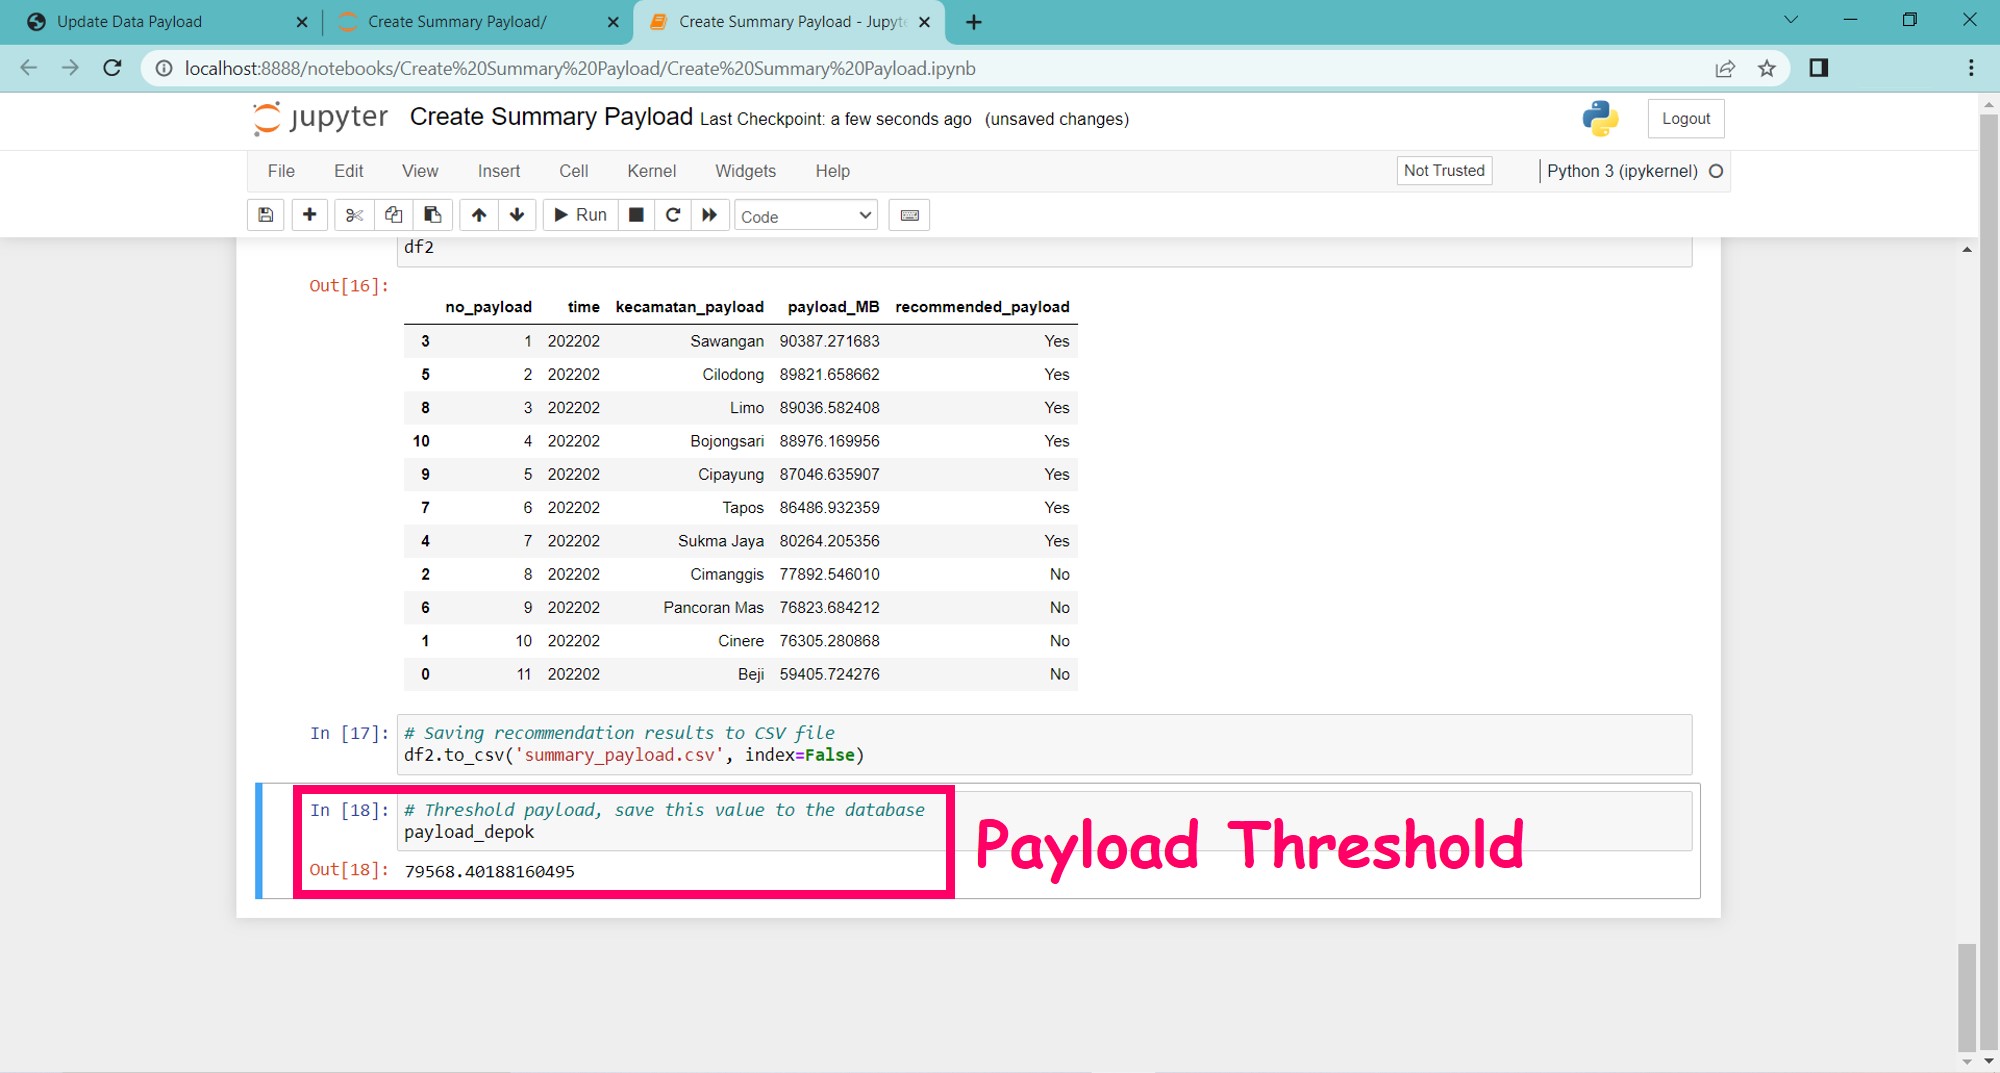 Update Data Payload
Create Summary Payload/
Create Summary Payload - Jupyte
localhost:8888/notebooks/Create%20Summary%20Payload/Create%20Summary%20Payload.ipynb
jupyter Create Summary Payload Last Checkpoint: a few seconds ago (unsaved changes)
Logout
File Edit View Insert Cell Kernel Widgets Help
Not Trusted
Python 3 (ipykernel)
Run
Code
df2
Out[16]:
no_payload time kecamatan_payload payload_MB recommended_payload
3 1 202202 Sawangan 90387.271683 Yes
5 2 202202 Cilodong 89821.658662 Yes
8 3 202202 Limo 89036.582408 Yes
10 4 202202 Bojongsari 88976.169956 Yes
9 5 202202 Cipayung 87046.635907 Yes
7 6 202202 Tapos 86486.932359 Yes
4 7 202202 Sukma Jaya 80264.205356 Yes
2 8 202202 Cimanggis 77892.546010 No
6 9 202202 Pancoran Mas 76823.684212 No
1 10 202202 Cinere 76305.280868 No
0 11 202202 Beji 59405.724276 No
In [17]: # Saving recommendation results to CSV file
df2.to_csv('summary_payload.csv', index=False)
In [18]: # Threshold payload, save this value to the database
payload_depok
Out[18]: 79568.40188160495
Payload Threshold